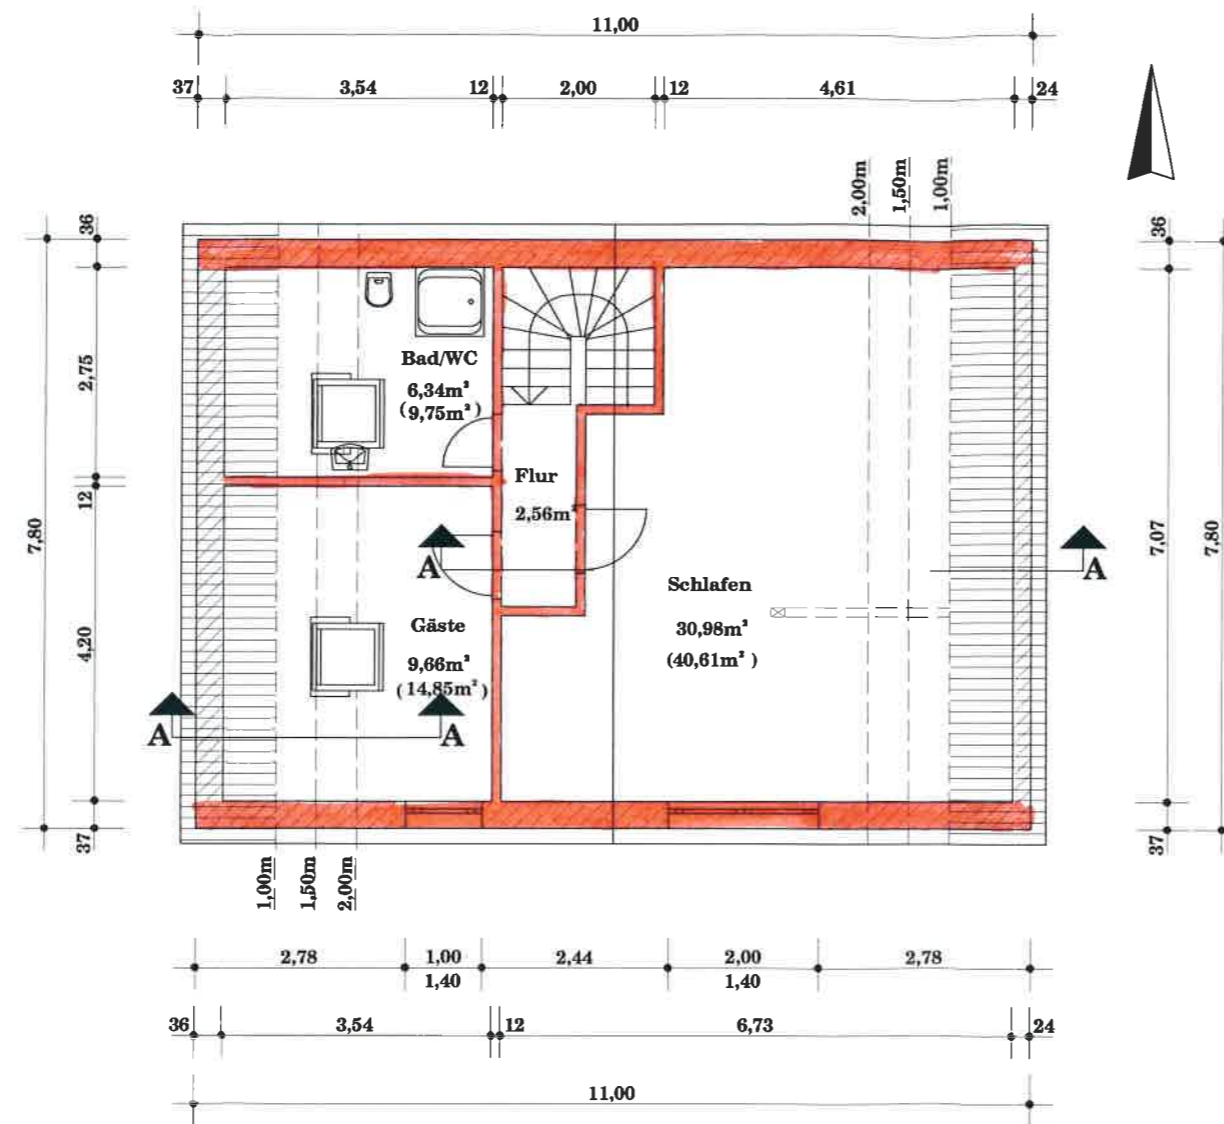 11,00
37 3,54 12 2,00 12 4,61 24
2,00m 1,50m 1,00m
36 2,75 12 4,20 37
7,80
36 7,07 37
7,80
Bad/WC
6,34m²
(9,75m²)
Flur
2,56m²
A
A
Schlafen
30,98m²
(40,61m²)
Gäste
9,66m²
(14,85m²)
A
A
1,00m 1,50m 2,00m
2,78 1,00 2,44 2,00 2,78
1,40 1,40
36 3,54 12 6,73 24
11,00